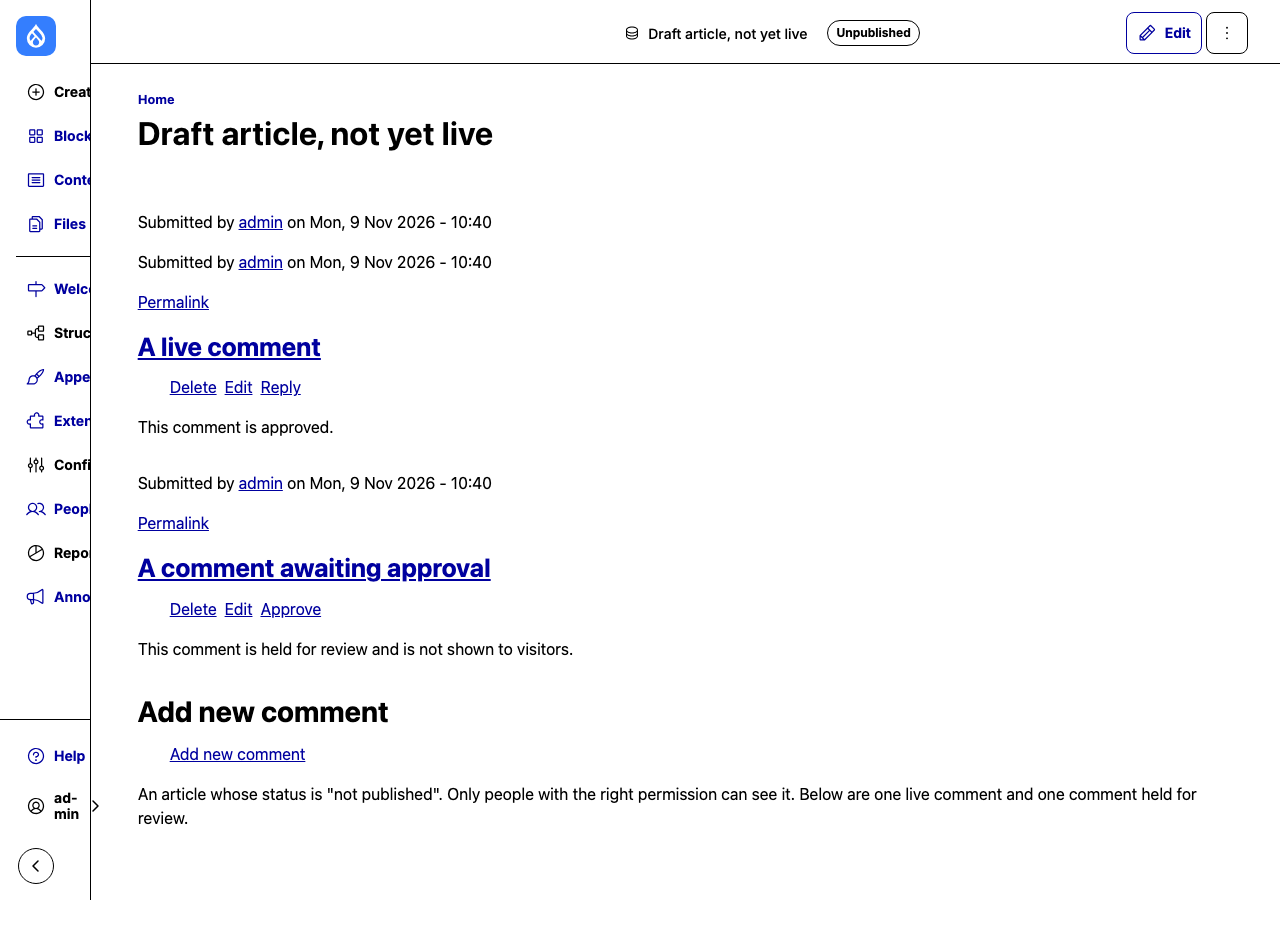 Draft article, not yet live
Unpublished
Edit
Creat
Block
Conte
Files
Welco
Struc
Appe
Exten
Confi
Peopl
Repo
Anno
Help
ad-
min
Home
Draft article, not yet live
Submitted by admin on Mon, 9 Nov 2026 - 10:40
Submitted by admin on Mon, 9 Nov 2026 - 10:40
Permalink
A live comment
Delete Edit Reply
This comment is approved.
Submitted by admin on Mon, 9 Nov 2026 - 10:40
Permalink
A comment awaiting approval
Delete Edit Approve
This comment is held for review and is not shown to visitors.
Add new comment
Add new comment
An article whose status is "not published". Only people with the right permission can see it. Below are one live comment and one comment held for
review.